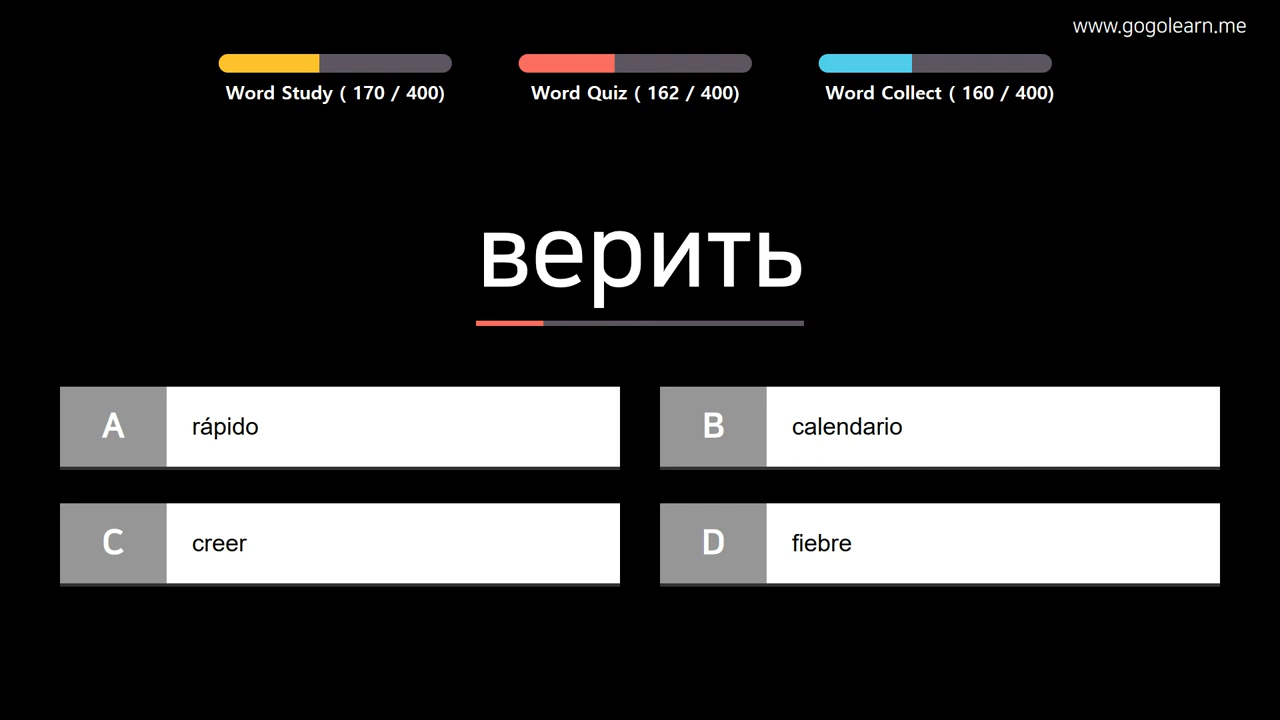 www.gogolearn.me
Word Study ( 170 / 400)
Word Quiz ( 162 / 400)
Word Collect ( 160 / 400)
верить
A rápido
B calendario
C creer
D fiebre